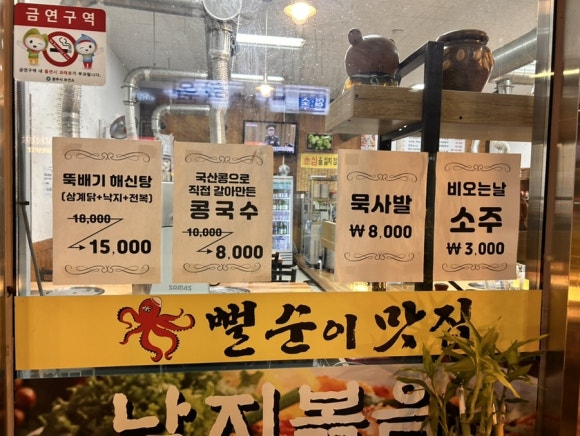 금연구역
뚝배기 해신탕
(삼계닭+낙지+전복)
18,000
15,000
국산콩으로
직접 갈아만든
콩국수
10,000
8,000
묵사발
₩ 8,000
비오는날
소주
₩ 3,000
뻘순이 맛집
낙지볶음